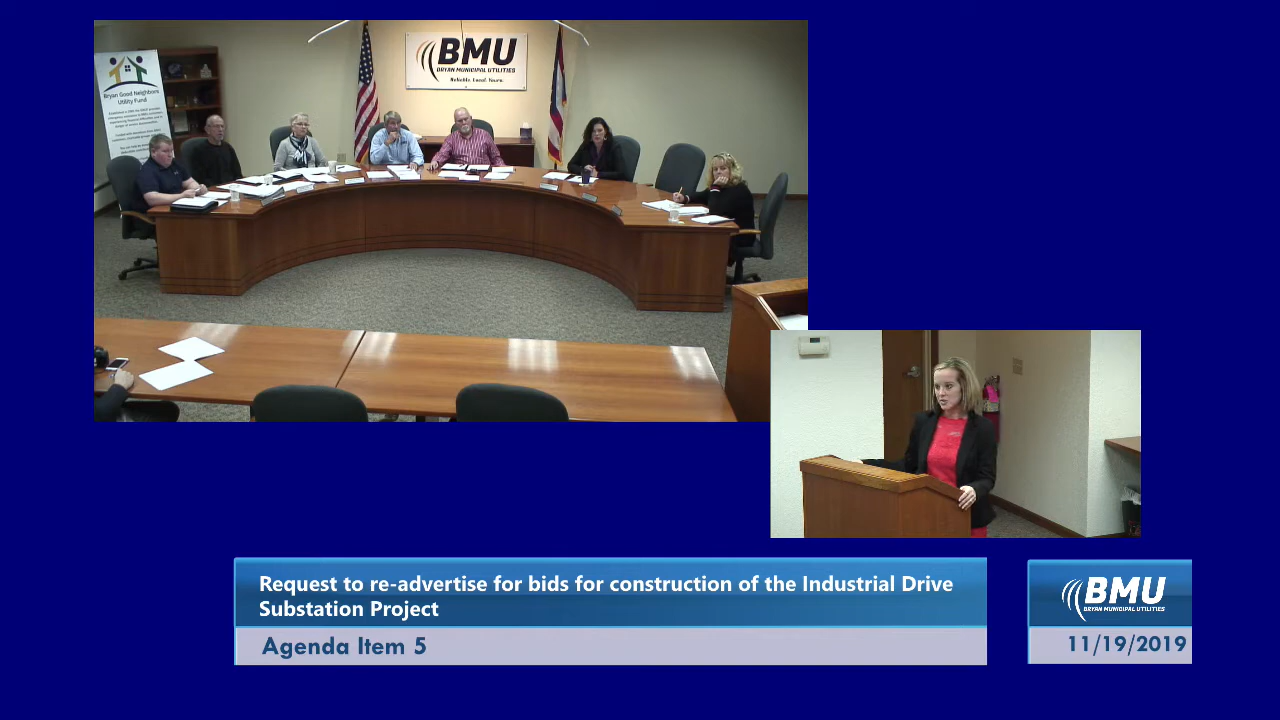 BMU
BRYAN MUNICIPAL UTILITIES
Reliable. Local. Yours.
Bryan Good Neighbors
Utility Fund
Request to re-advertise for bids for construction of the Industrial Drive
Substation Project
Agenda Item 5
BMU
BRYAN MUNICIPAL UTILITIES
11/19/2019